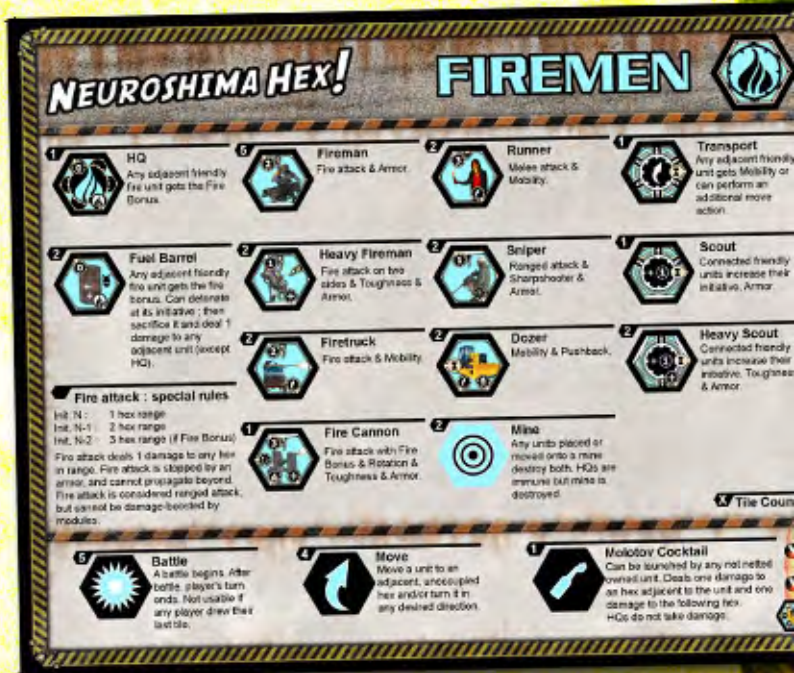 NEUROSHIMA HEX!
FIREMEN
1
HQ
Any adjacent friendly
fire unit gets the Fire
Bonus.
5
Fireman
Fire attack & Armor.
2
Runner
Melee attack &
Mobility.
1
Transport
Any adjacent friendly
unit gets Mobility or
can perform an
additional move
action.
2
Fuel Barrel
Any adjacent friendly
fire unit gets the fire
bonus. Can detonate
at its initiative ; then
sacrifice it and deal 1
damage to any
adjacent unit (except
HQ).
2
Heavy Fireman
Fire attack on two
sides & Toughness &
Armor.
2
Sniper
Ranged attack &
Sharpshooter &
Armor.
1
Scout
Connected friendly
units increase their
initiative. Armor.
2
Firetruck
Fire attack & Mobility.
2
Dozer
Mobility & Pushback.
2
Heavy Scout
Connected friendly
units increase their
initiative. Toughness
& Armor.
Fire attack : special rules
Init. N : 1 hex range
Init. N-1 : 2 hex range
Init. N-2 : 3 hex range (if Fire Bonus)
Fire attack deals 1 damage to any hex
in range. Fire attack is stopped by an
armor, and cannot propagate beyond.
Fire attack is considered ranged attack,
but cannot be damage-boosted by
modules.
1
Fire Cannon
Fire attack with Fire
Bonus & Rotation &
Toughness & Armor.
2
Mine
Any units placed or
moved onto a mine
destroy both. HQs are
immune but mine is
destroyed.
X Tile Coun
5
Battle
A battle begins. After
battle, player's turn
ends. Not usable if
any player drew their
last tile.
4
Move
Move a unit to an
adjacent, unoccupied
hex and/or turn it in
any desired direction.
1
Molotov Cocktail
Can be launched by any not netted
owned unit. Deals one damage to
an hex adjacent to the unit and one
damage to the following hex.
HQs do not take damage.